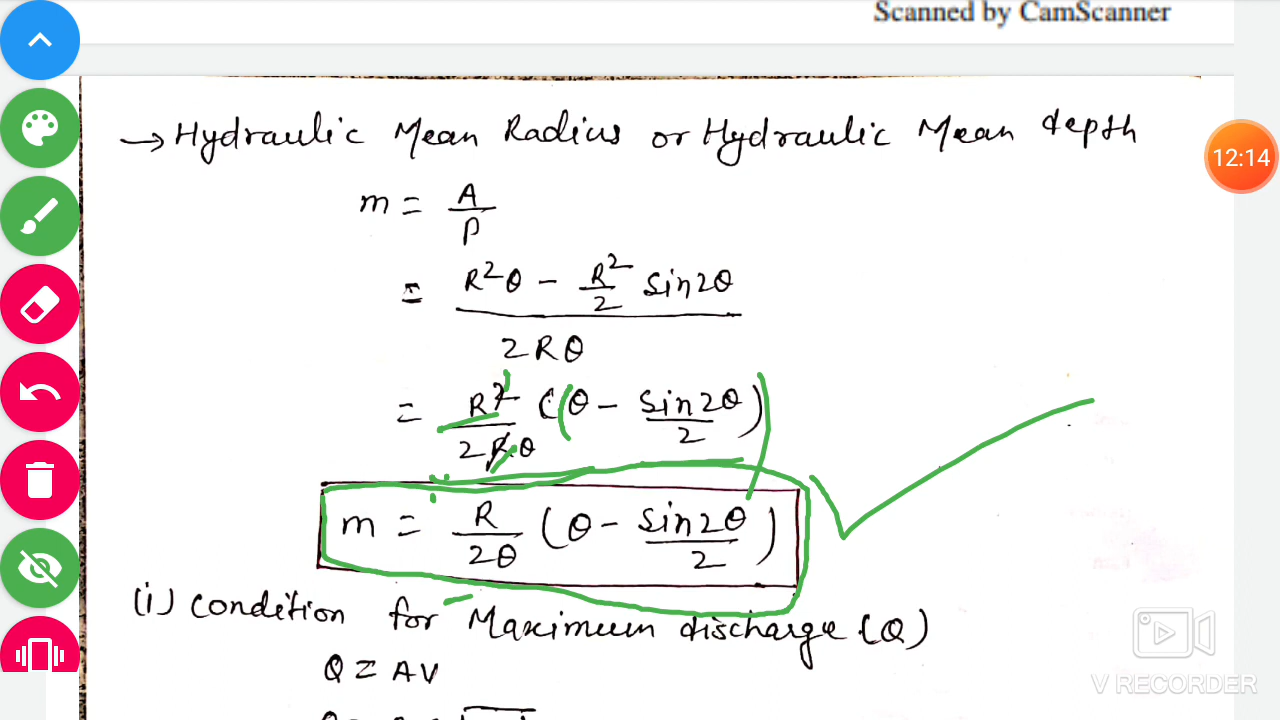 Scanned by CamScanner
→ Hydraulic Mean Radius or Hydraulic Mean depth
12:14
m = A/P
= (R²θ - R²/2 sin2θ) / 2Rθ
= R²/2Rθ (θ - sin2θ/2)
m = R/2θ (θ - sin2θ/2)
(i) condition for Maximum discharge (Q)
Q = AV
V RECORDER